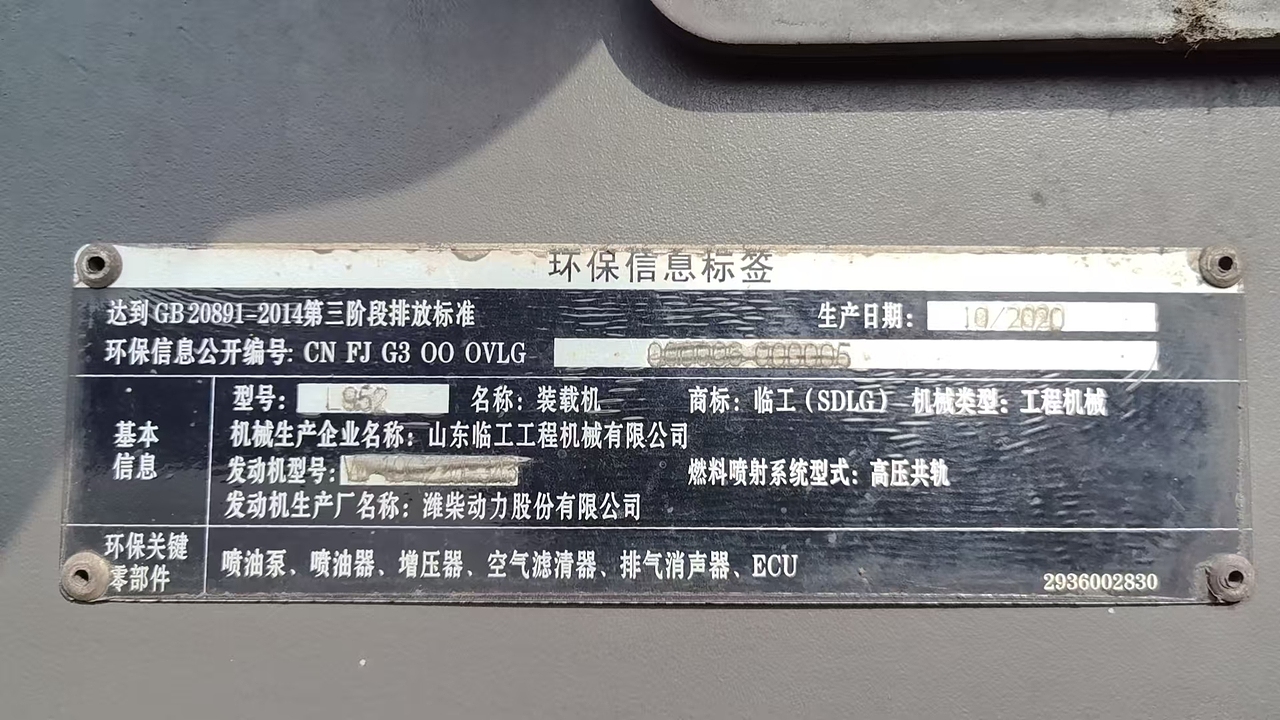 环保信息标签
达到GB 20891-2014第三阶段排放标准 生产日期: 10/2020
环保信息公开编号: CN FJ G3 OO OVLG
基本信息
型号: L952 名称: 装载机 商标: 临工(SDLG) 机械类型: 工程机械
机械生产企业名称: 山东临工工程机械有限公司
发动机型号: 燃料喷射系统型式: 高压共轨
发动机生产厂名称: 潍柴动力股份有限公司
环保关键零部件
喷油泵、喷油器、增压器、空气滤清器、排气消声器、ECU
2936002830